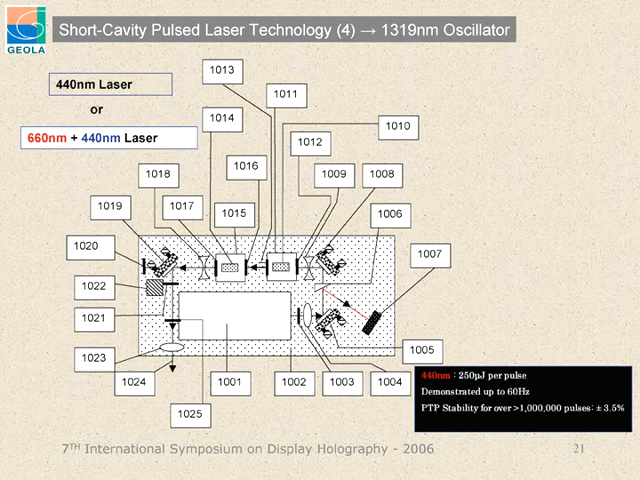 GEOLA
Short-Cavity Pulsed Laser Technology (4) → 1319nm Oscillator
440nm Laser
or
660nm + 440nm Laser
1013
1011
1014
1010
1012
1016
1018
1009
1008
1019
1017
1015
1006
1020
1007
1022
1021
1023
1005
1024
1001
1002
1003
1004
1025
440nm : 250µJ per pulse
Demonstrated up to 60Hz
PTP Stability for over >1,000,000 pulses: ± 3.5%
7TH International Symposium on Display Holography - 2006
21